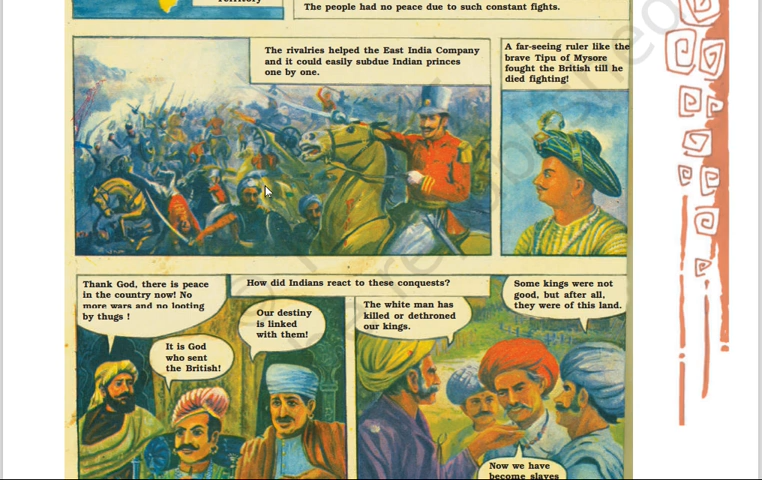 Territory
The people had no peace due to such constant fights.
The rivalries helped the East India Company
and it could easily subdue Indian princes
one by one.
A far-seeing ruler like the
brave Tipu of Mysore
fought the British till he
died fighting!
How did Indians react to these conquests?
Thank God, there is peace
in the country now! No
more wars and no looting
by thugs !
It is God
who sent
the British!
Our destiny
is linked
with them!
The white man has
killed or dethroned
our kings.
Some kings were not
good, but after all,
they were of this land.
Now we have
become slaves